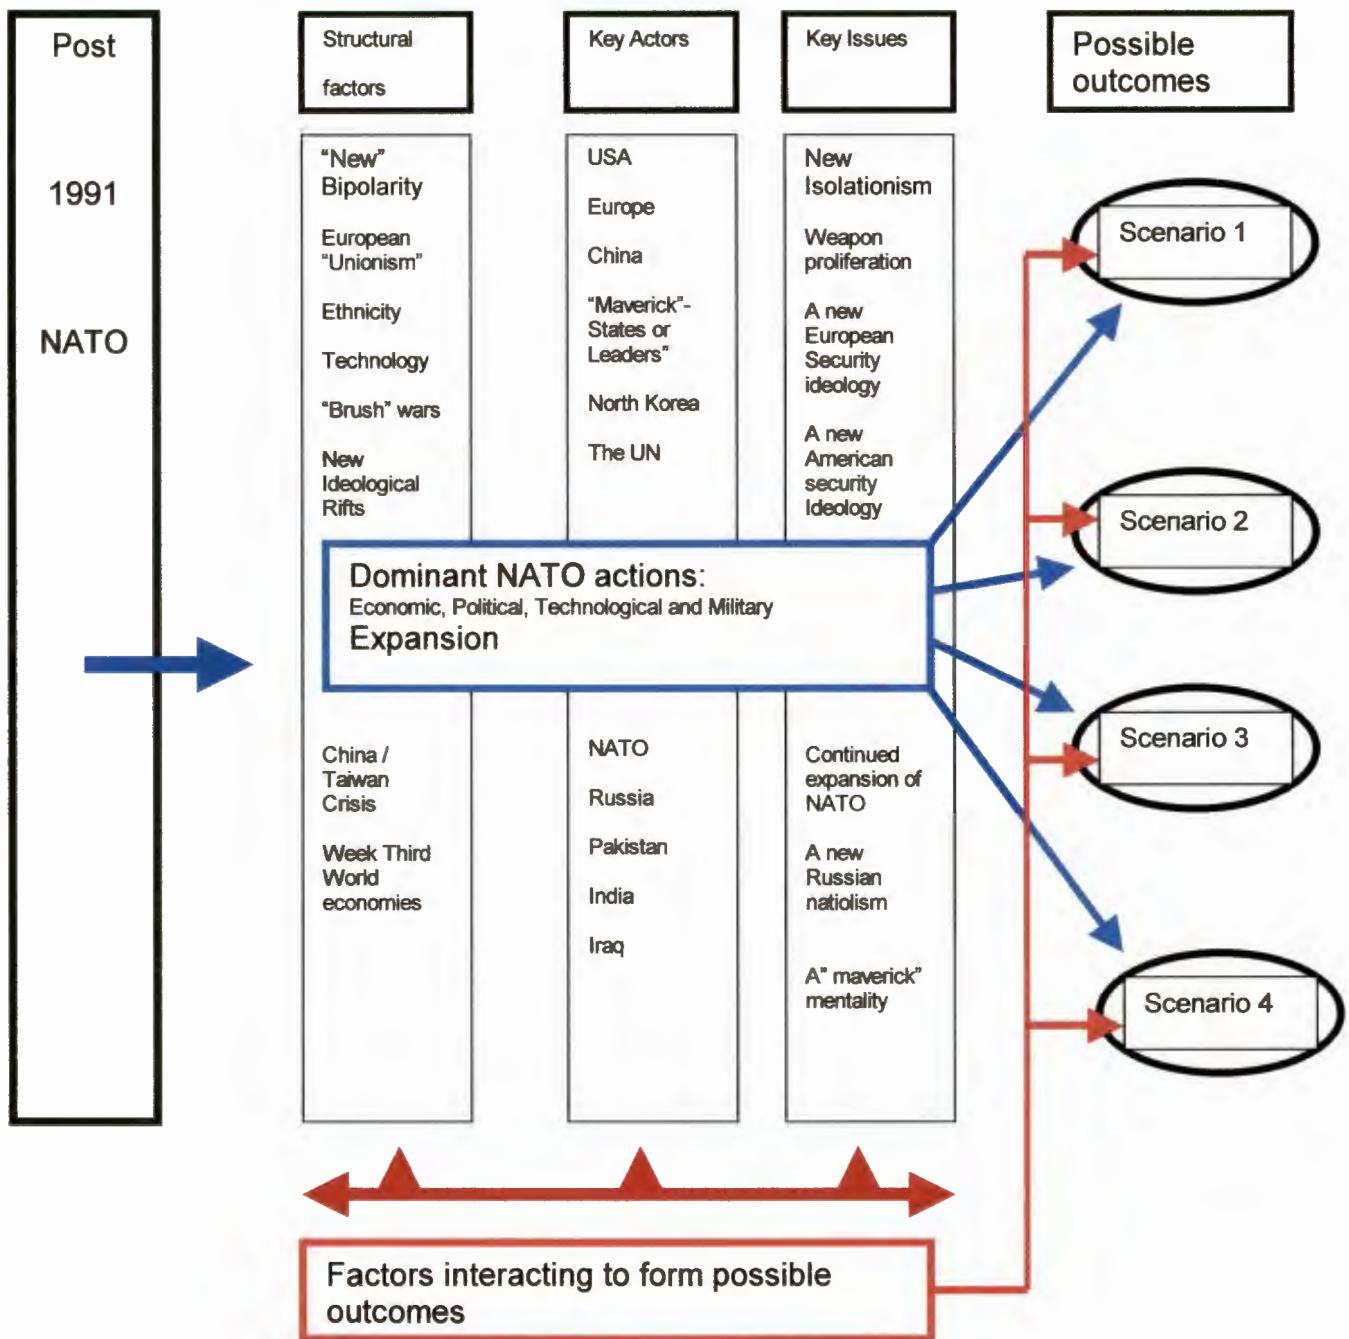 Post
1991
NATO
Structural
factors
Key Actors
Key Issues
Possible
outcomes
"New"
Bipolarity
European
"Unionism"
Ethnicity
Technology
"Brush" wars
New
Ideological
Rifts
USA
Europe
China
"Maverick"-
States or
Leaders"
North Korea
The UN
New
Isolationism
Weapon
proliferation
A new
European
Security
ideology
A new
American
security
Ideology
Dominant NATO actions:
Economic, Political, Technological and Military
Expansion
China /
Taiwan
Crisis
Week Third
World
economies
NATO
Russia
Pakistan
India
Iraq
Continued
expansion of
NATO
A new
Russian
natiolism
A" maverick"
mentality
Scenario 1
Scenario 2
Scenario 3
Scenario 4
Factors interacting to form possible
outcomes